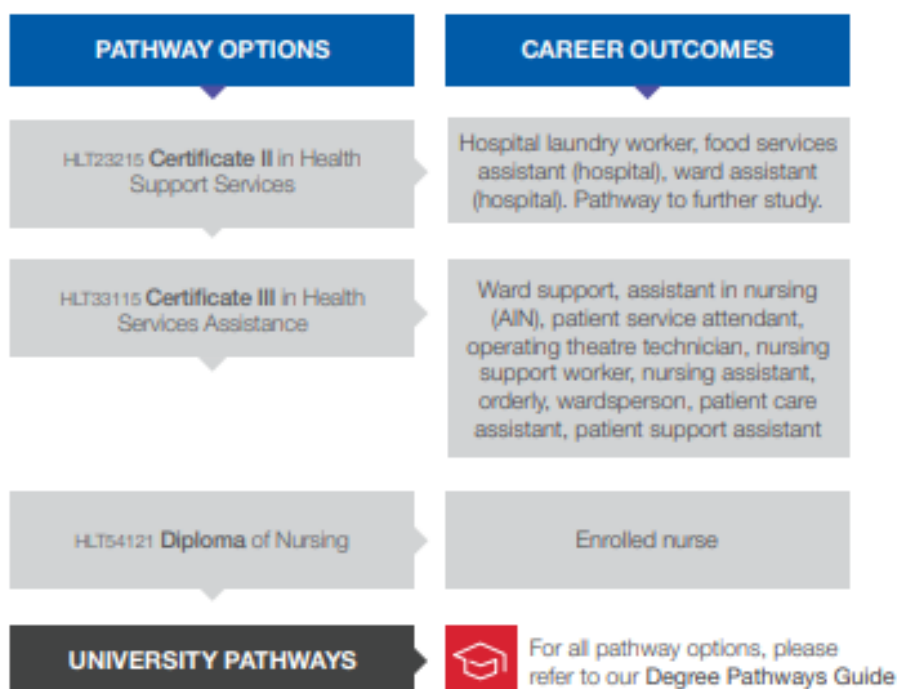 PATHWAY OPTIONS
CAREER OUTCOMES
HLT23215 Certificate II in Health
Support Services
Hospital laundry worker, food services
assistant (hospital), ward assistant
(hospital). Pathway to further study.
HLT33115 Certificate III in Health
Services Assistance
Ward support, assistant in nursing
(AIN), patient service attendant,
operating theatre technician, nursing
support worker, nursing assistant,
orderly, wardsperson, patient care
assistant, patient support assistant
HLT54121 Diploma of Nursing
Enrolled nurse
UNIVERSITY PATHWAYS
For all pathway options, please
refer to our Degree Pathways Guide